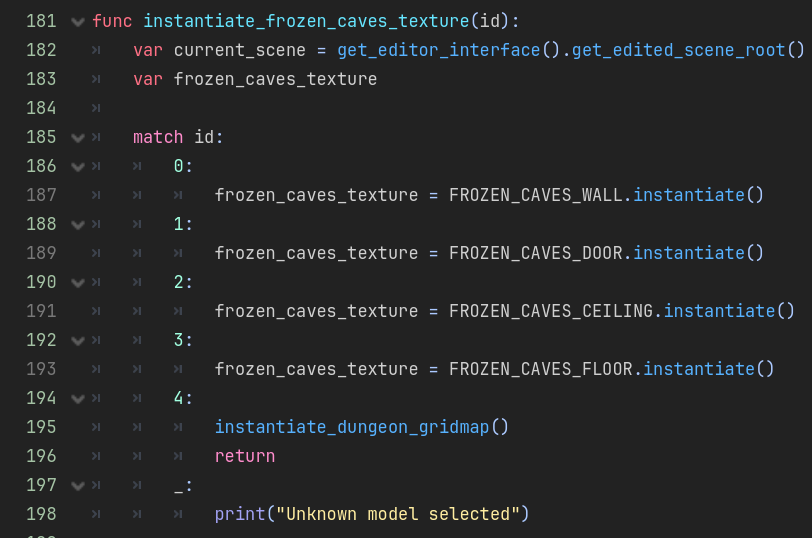 181 func instantiate_frozen_caves_texture(id):
182 var current_scene = get_editor_interface().get_edited_scene_root()
183 var frozen_caves_texture
184
185 match id:
186 0:
187 frozen_caves_texture = FROZEN_CAVES_WALL.instantiate()
188 1:
189 frozen_caves_texture = FROZEN_CAVES_DOOR.instantiate()
190 2:
191 frozen_caves_texture = FROZEN_CAVES_CEILING.instantiate()
192 3:
193 frozen_caves_texture = FROZEN_CAVES_FLOOR.instantiate()
194 4:
195 instantiate_dungeon_gridmap()
196 return
197 _:
198 print("Unknown model selected")